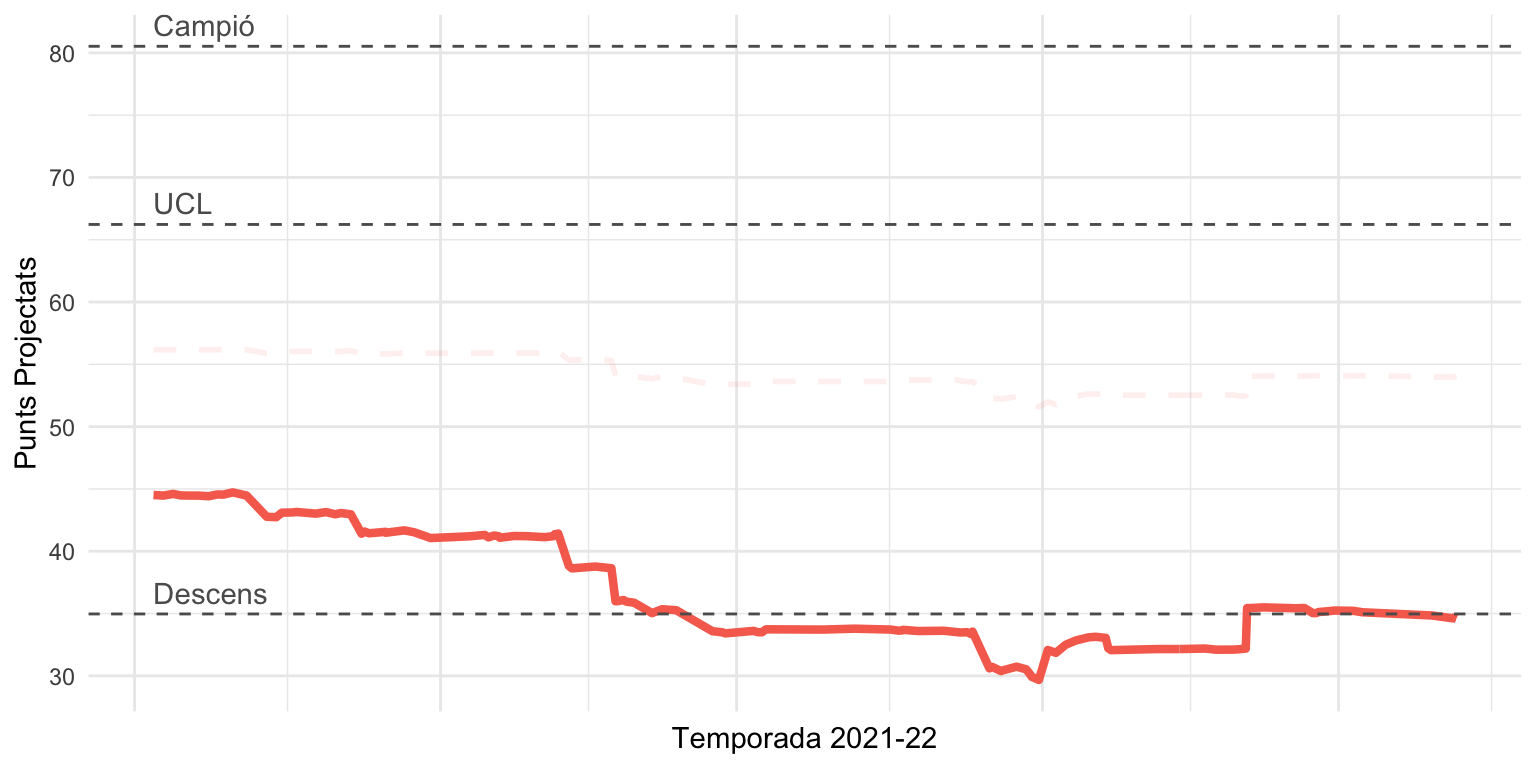 Campió
80
70
UCL
60
50
40
Descens
30
Punts Projectats
Temporada 2021-22